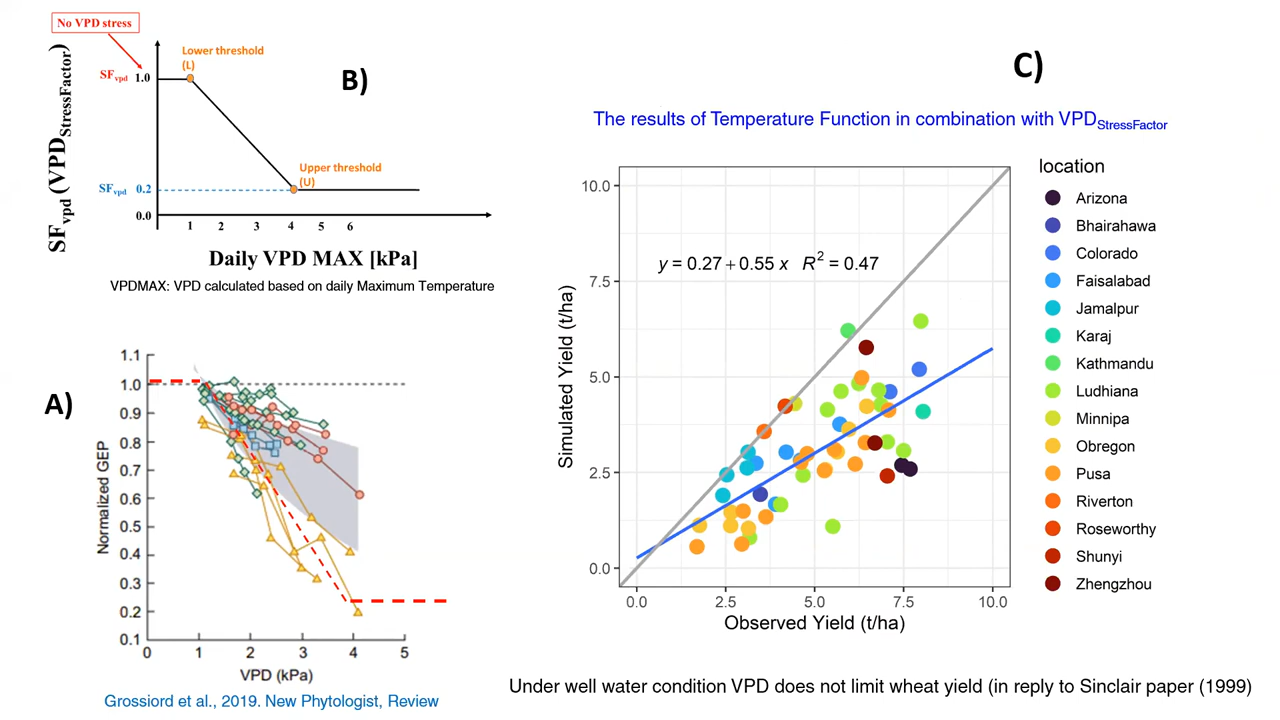 No VPD stress
Lower threshold
(L)
SFvpd 1.0
B)
Upper threshold
(U)
SFvpd 0.2
0.0
1 2 3 4 5 6
SFvpd (VPDStressFactor)
Daily VPD MAX [kPa]
VPDMAX: VPD calculated based on daily Maximum Temperature
A)
1.1
1.0
0.9
0.8
0.7
0.6
0.5
0.4
0.3
0.2
0.1
Normalized GEP
0 1 2 3 4 5
VPD (kPa)
Grossiord et al., 2019. New Phytologist, Review
C)
The results of Temperature Function in combination with VPDStressFactor
10.0
7.5
5.0
2.5
0.0
Simulated Yield (t/ha)
y = 0.27 + 0.55 x R2 = 0.47
0.0 2.5 5.0 7.5 10.0
Observed Yield (t/ha)
location
Arizona
Bhairahawa
Colorado
Faisalabad
Jamalpur
Karaj
Kathmandu
Ludhiana
Minnipa
Obregon
Pusa
Riverton
Roseworthy
Shunyi
Zhengzhou
Under well water condition VPD does not limit wheat yield (in reply to Sinclair paper (1999)